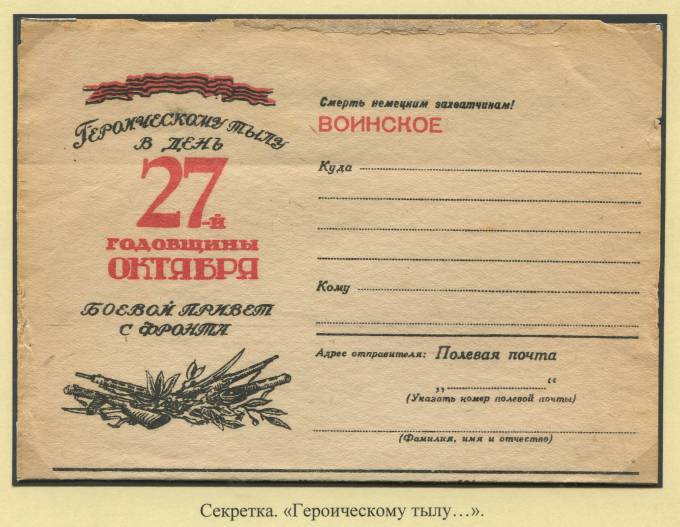 Героическому тылу
в день
27-й
годовщины
Октября
Боевой привет
с фронта
Смерть немецким захватчикам!
ВОИНСКОЕ
Куда
Кому
Адрес отправителя: Полевая почта
„ “
(Указать номер полевой почты)
(Фамилия, имя и отчество)
Секретка. «Героическому тылу…».